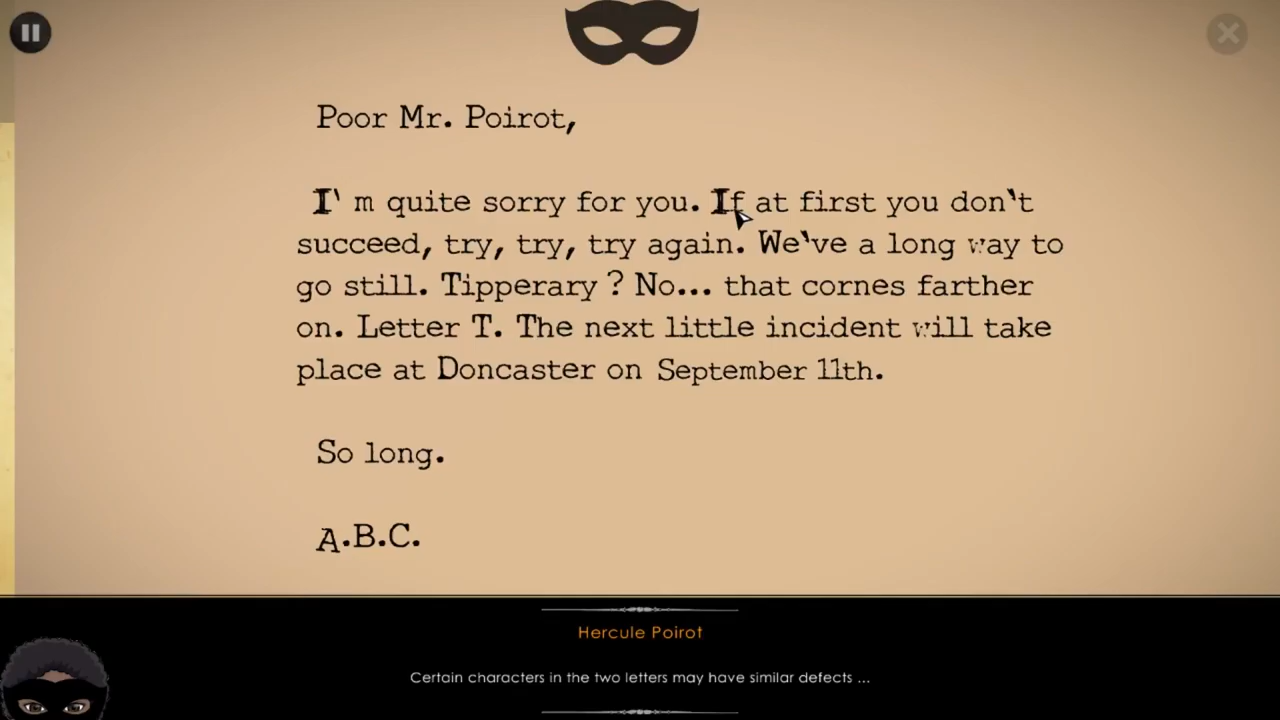 Poor Mr. Poirot,
I' m quite sorry for you. If at first you don't
succeed, try, try, try again. We've a long way to
go still. Tipperary ? No... that cornes farther
on. Letter T. The next little incident will take
place at Doncaster on September 11th.
So long.
A.B.C.
Hercule Poirot
Certain characters in the two letters may have similar defects ...